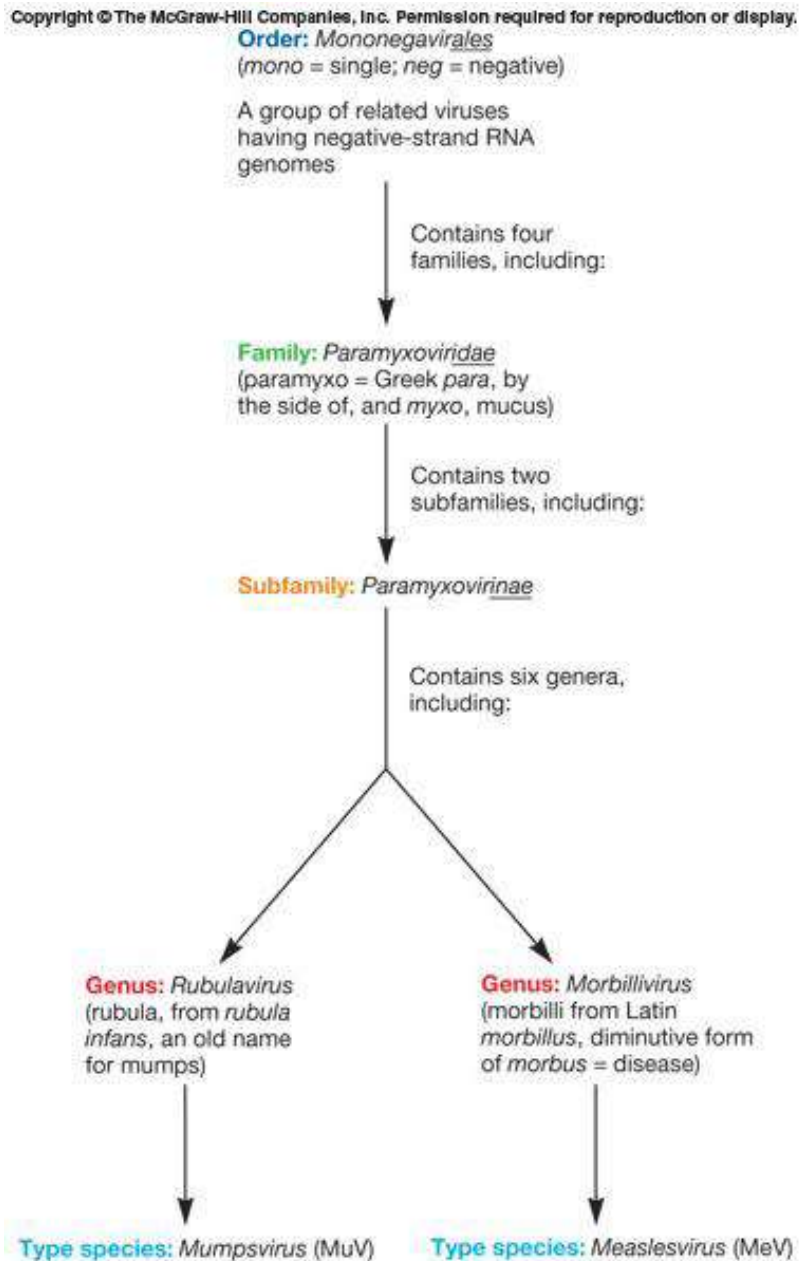 Copyright © The McGraw-Hill Companies, Inc. Permission required for reproduction or display.
Order: Mononegavirales
(mono = single; neg = negative)
A group of related viruses
having negative-strand RNA
genomes
Contains four
families, including:
Family: Paramyxoviridae
(paramyxo = Greek para, by
the side of, and myxo, mucus)
Contains two
subfamilies, including:
Subfamily: Paramyxovirinae
Contains six genera,
including:
Genus: Rubulavirus
(rubula, from rubula
infans, an old name
for mumps)
Genus: Morbillivirus
(morbilli from Latin
morbillus, diminutive form
of morbus = disease)
Type species: Mumpsvirus (MuV)
Type species: Measlesvirus (MeV)